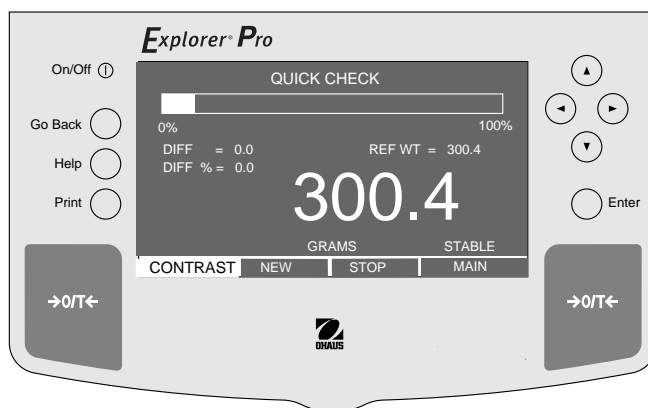 Explorer® Pro
On/Off
QUICK CHECK
Go Back
0% 100%
DIFF = 0.0 REF WT = 300.4
DIFF % = 0.0
Help
300.4
Print
Enter
GRAMS STABLE
CONTRAST NEW STOP MAIN
→0/T← →0/T←
OHAUS